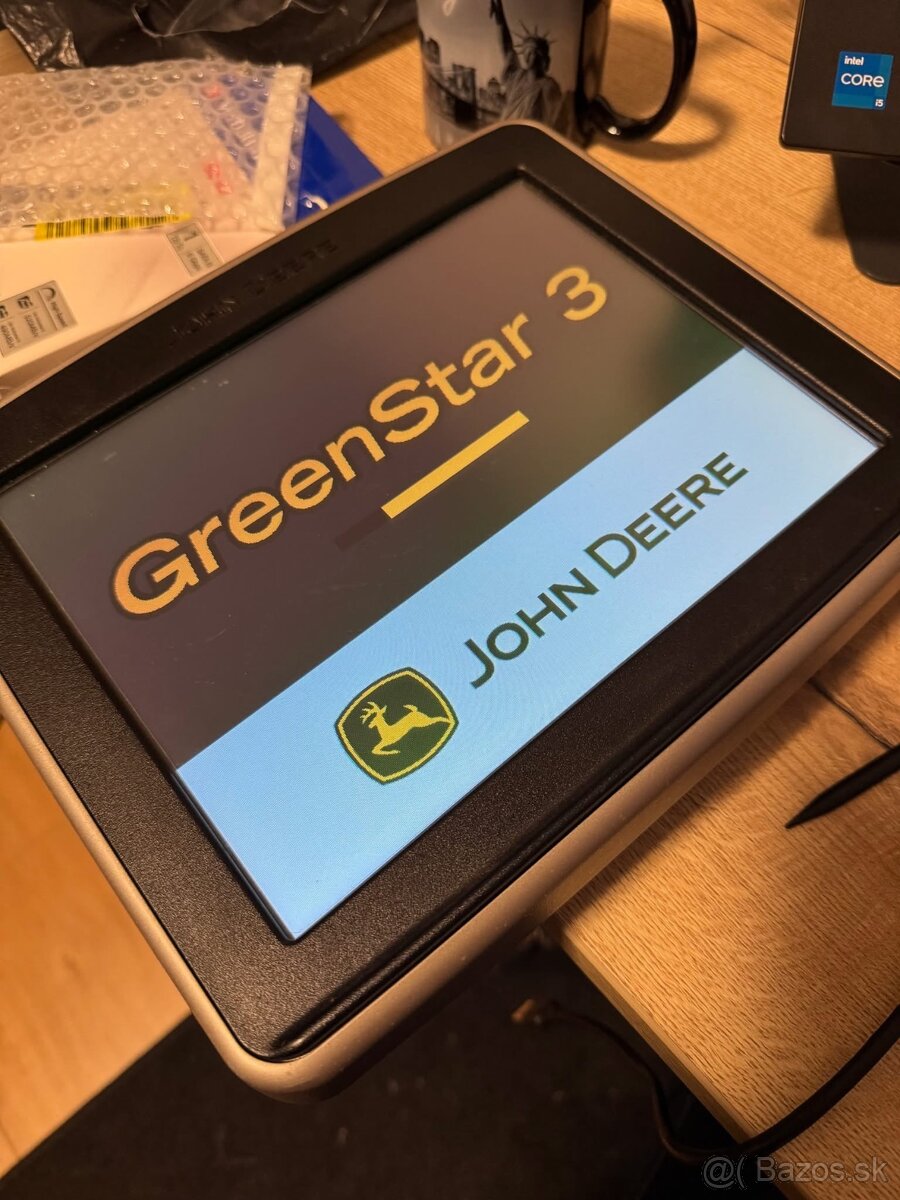 intel
CORE
i5
JOHN DEERE
GreenStar 3
JOHN DEERE
@( Bazos.sk